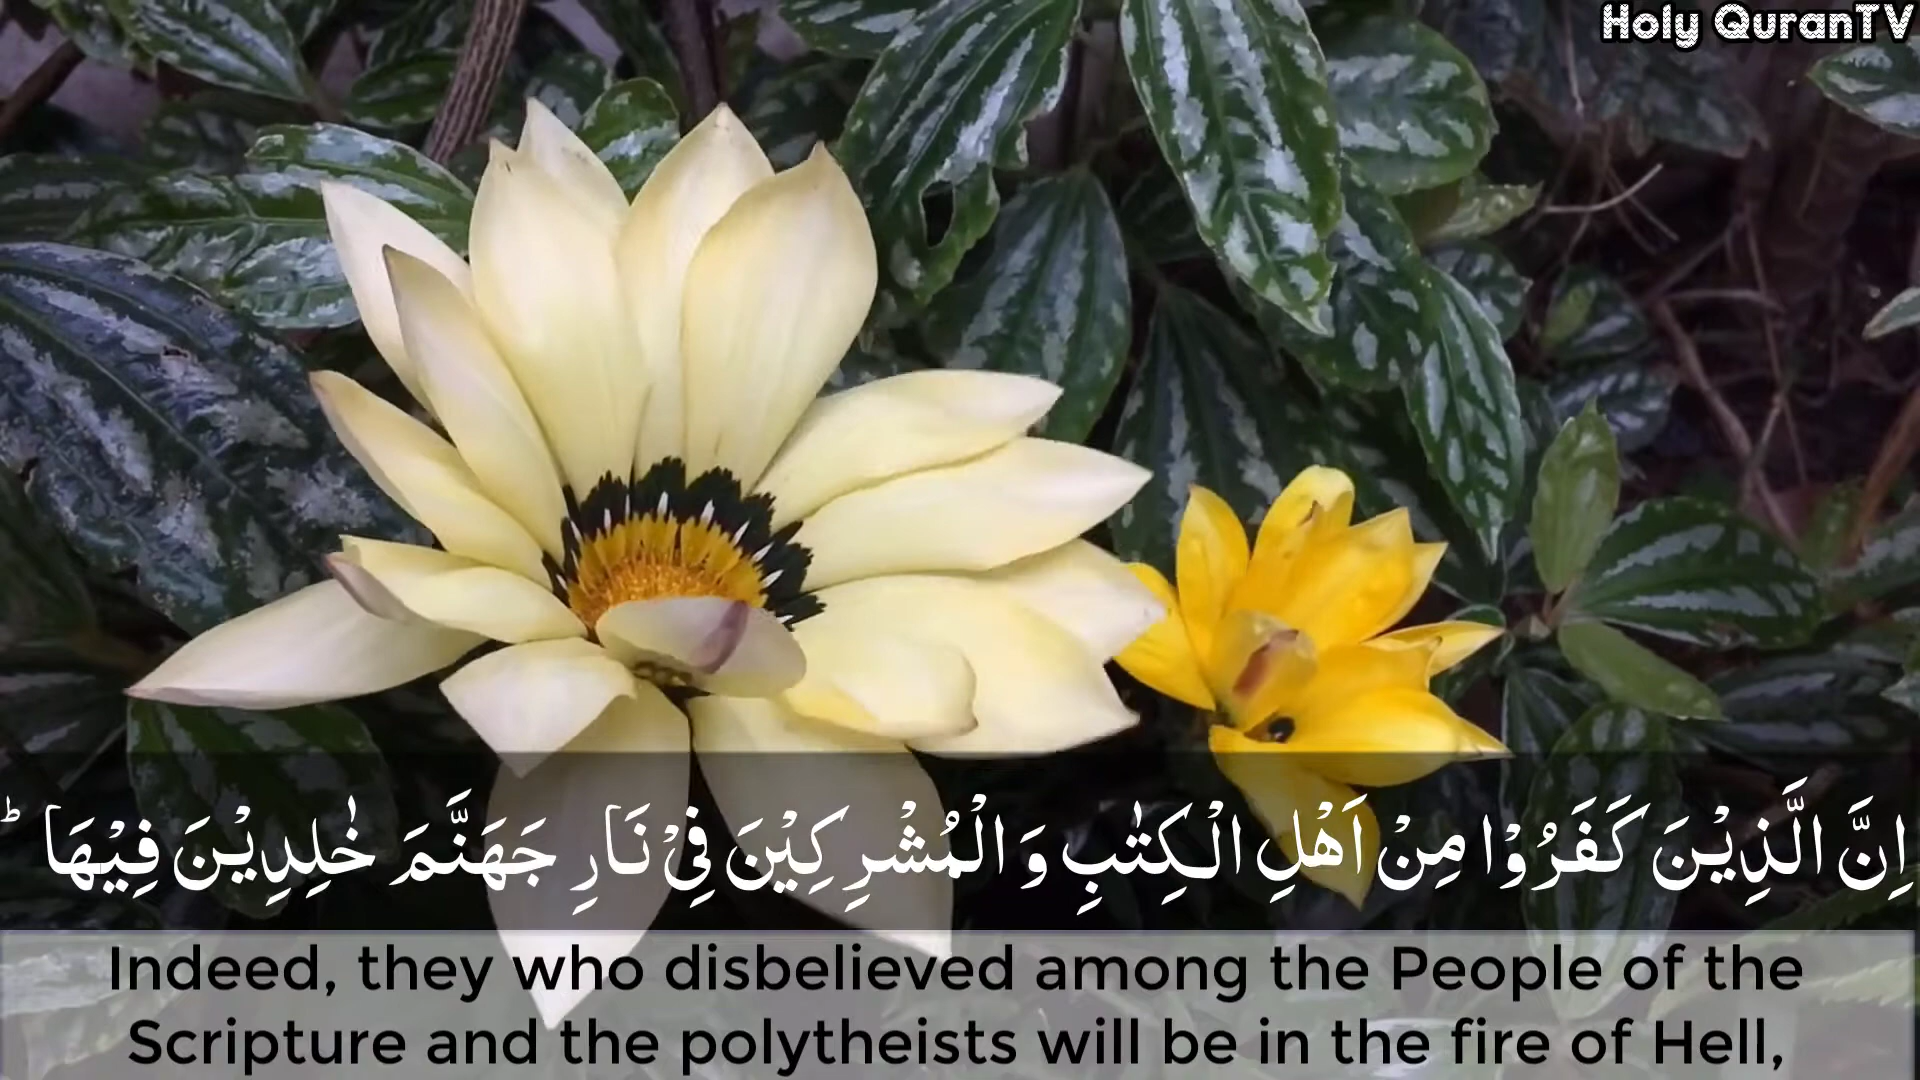 Holy QuranTV
اِنَّ الَّذِيْنَ كَفَرُوْا مِنْ اَهْلِ الْكِتٰبِ وَ الْمُشْرِكِيْنَ فِیْ نَارِ جَهَنَّمَ خٰلِدِيْنَ فِيْهَا ؕ
Indeed, they who disbelieved among the People of the
Scripture and the polytheists will be in the fire of Hell,